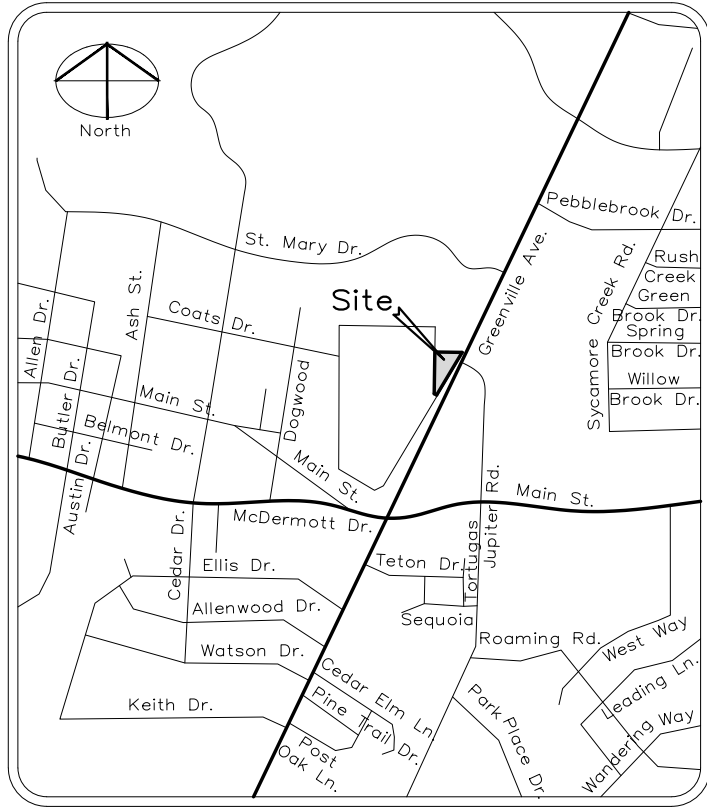 North
Pebblebrook Dr.
St. Mary Dr.
Greenville Ave.
Sycamore Creek Rd.
Rush
Creek
Green
Brook Dr.
Spring
Brook Dr.
Willow
Brook Dr.
Site
Ash St.
Coats Dr.
Allen Dr.
Butler Dr.
Dogwood
Main St.
Belmont Dr.
Austin Dr.
Main St.
Main St.
McDermott Dr.
Jupiter Rd.
Cedar Dr.
Ellis Dr.
Teton Dr.
Tortugas
Allenwood Dr.
Sequoia
Roaming Rd.
West Way
Watson Dr.
Cedar Elm Ln.
Leading Ln.
Keith Dr.
Pine Trail Dr.
Park Place Dr.
Wandering Way
Post
Oak Ln.